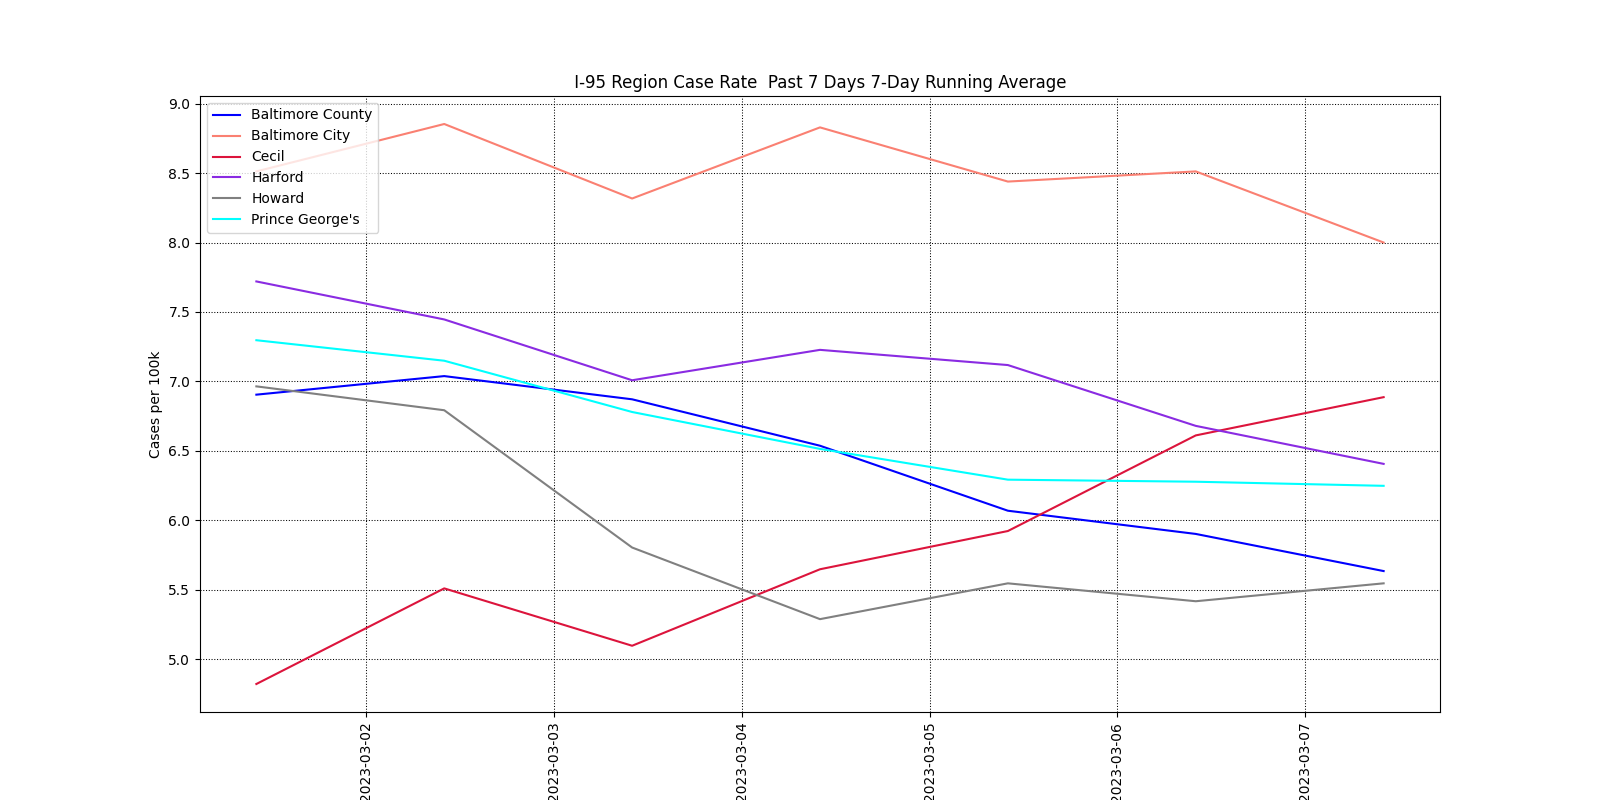 I-95 Region Case Rate  Past 7 Days 7-Day Running Average
Baltimore County
Baltimore City
Cecil
Harford
Howard
Prince George's
Cases per 100k
9.0
8.5
8.0
7.5
7.0
6.5
6.0
5.5
5.0
2023-03-02
2023-03-03
2023-03-04
2023-03-05
2023-03-06
2023-03-07